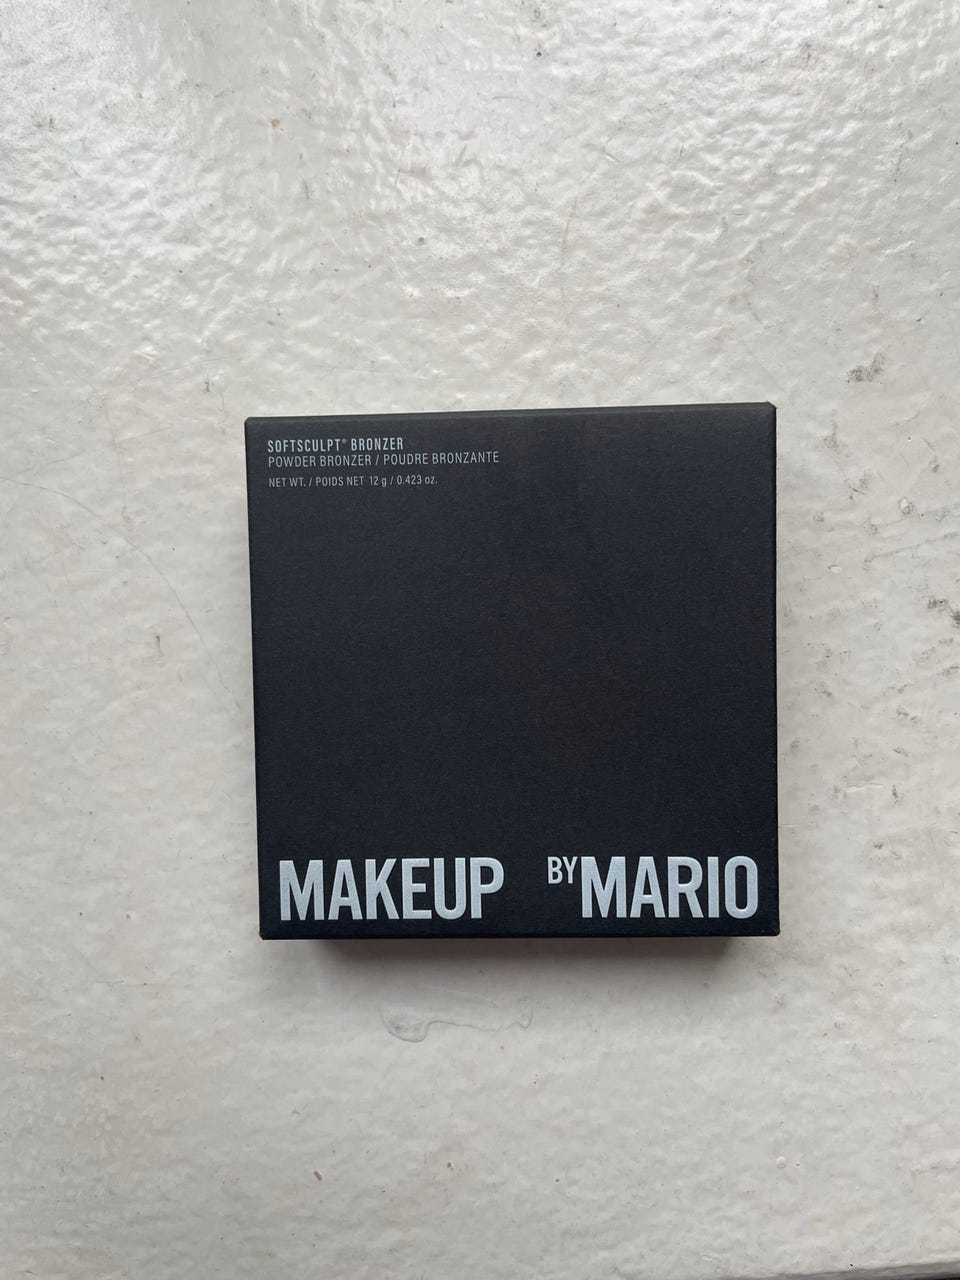 SOFTSCULPT® BRONZER
POWDER BRONZER / POUDRE BRONZANTE
NET WT. / POIDS NET 12 g / 0.423 oz.
MAKEUP BY MARIO